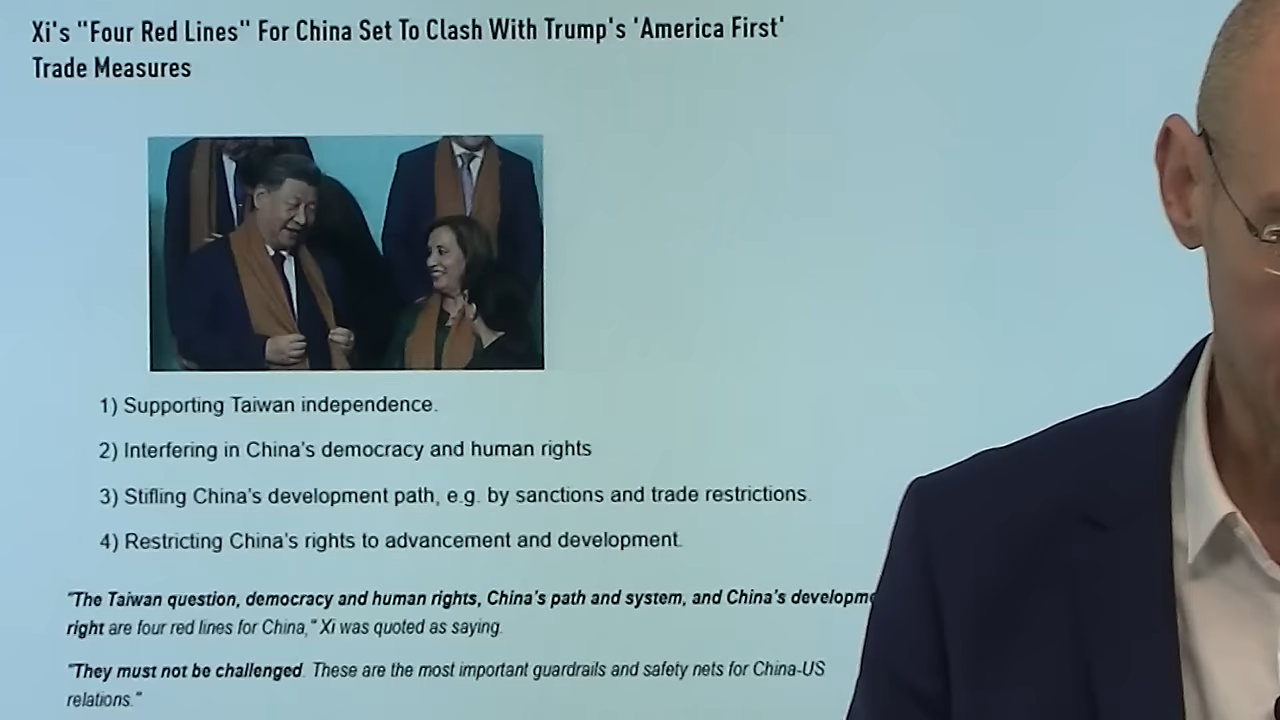 Xi's "Four Red Lines" For China Set To Clash With Trump's 'America First'
Trade Measures
1) Supporting Taiwan independence.
2) Interfering in China's democracy and human rights
3) Stifling China's development path, e.g. by sanctions and trade restrictions.
4) Restricting China's rights to advancement and development.
"The Taiwan question, democracy and human rights, China's path and system, and China's developme
right are four red lines for China," Xi was quoted as saying.
"They must not be challenged. These are the most important guardrails and safety nets for China-US
relations."